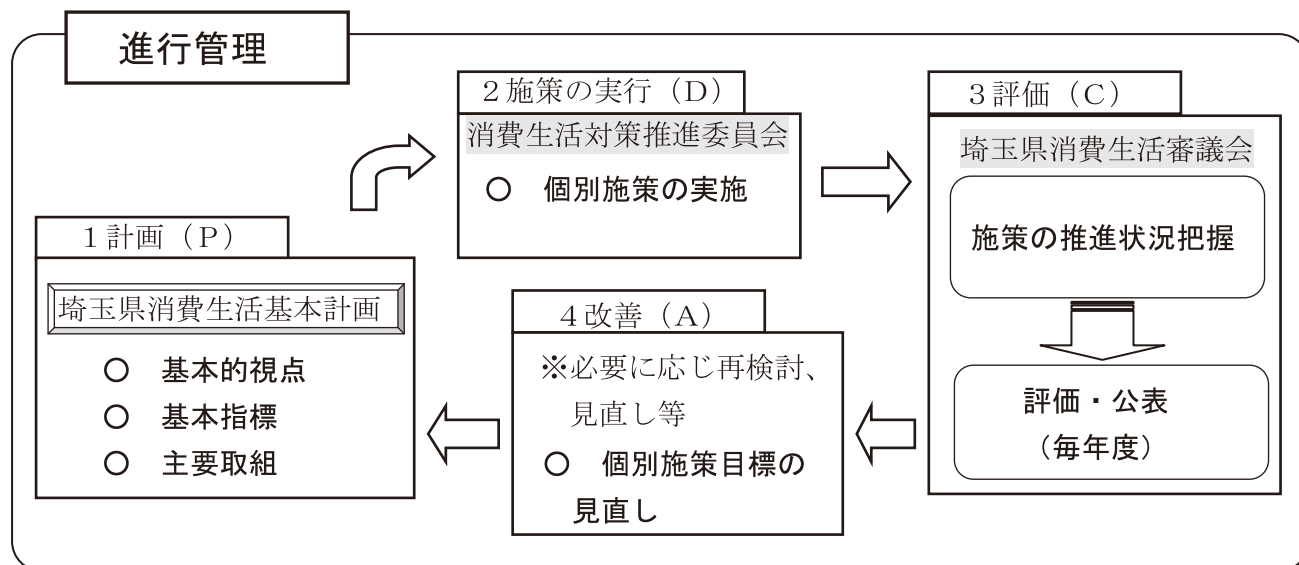 進行管理
1計画（P）
埼玉県消費生活基本計画
○ 基本的視点
○ 基本指標
○ 主要取組
2施策の実行（D）
消費生活対策推進委員会
○ 個別施策の実施
3評価（C）
埼玉県消費生活審議会
施策の推進状況把握
評価・公表
（毎年度）
4改善（A）
※必要に応じ再検討、
見直し等
○ 個別施策目標の
見直し